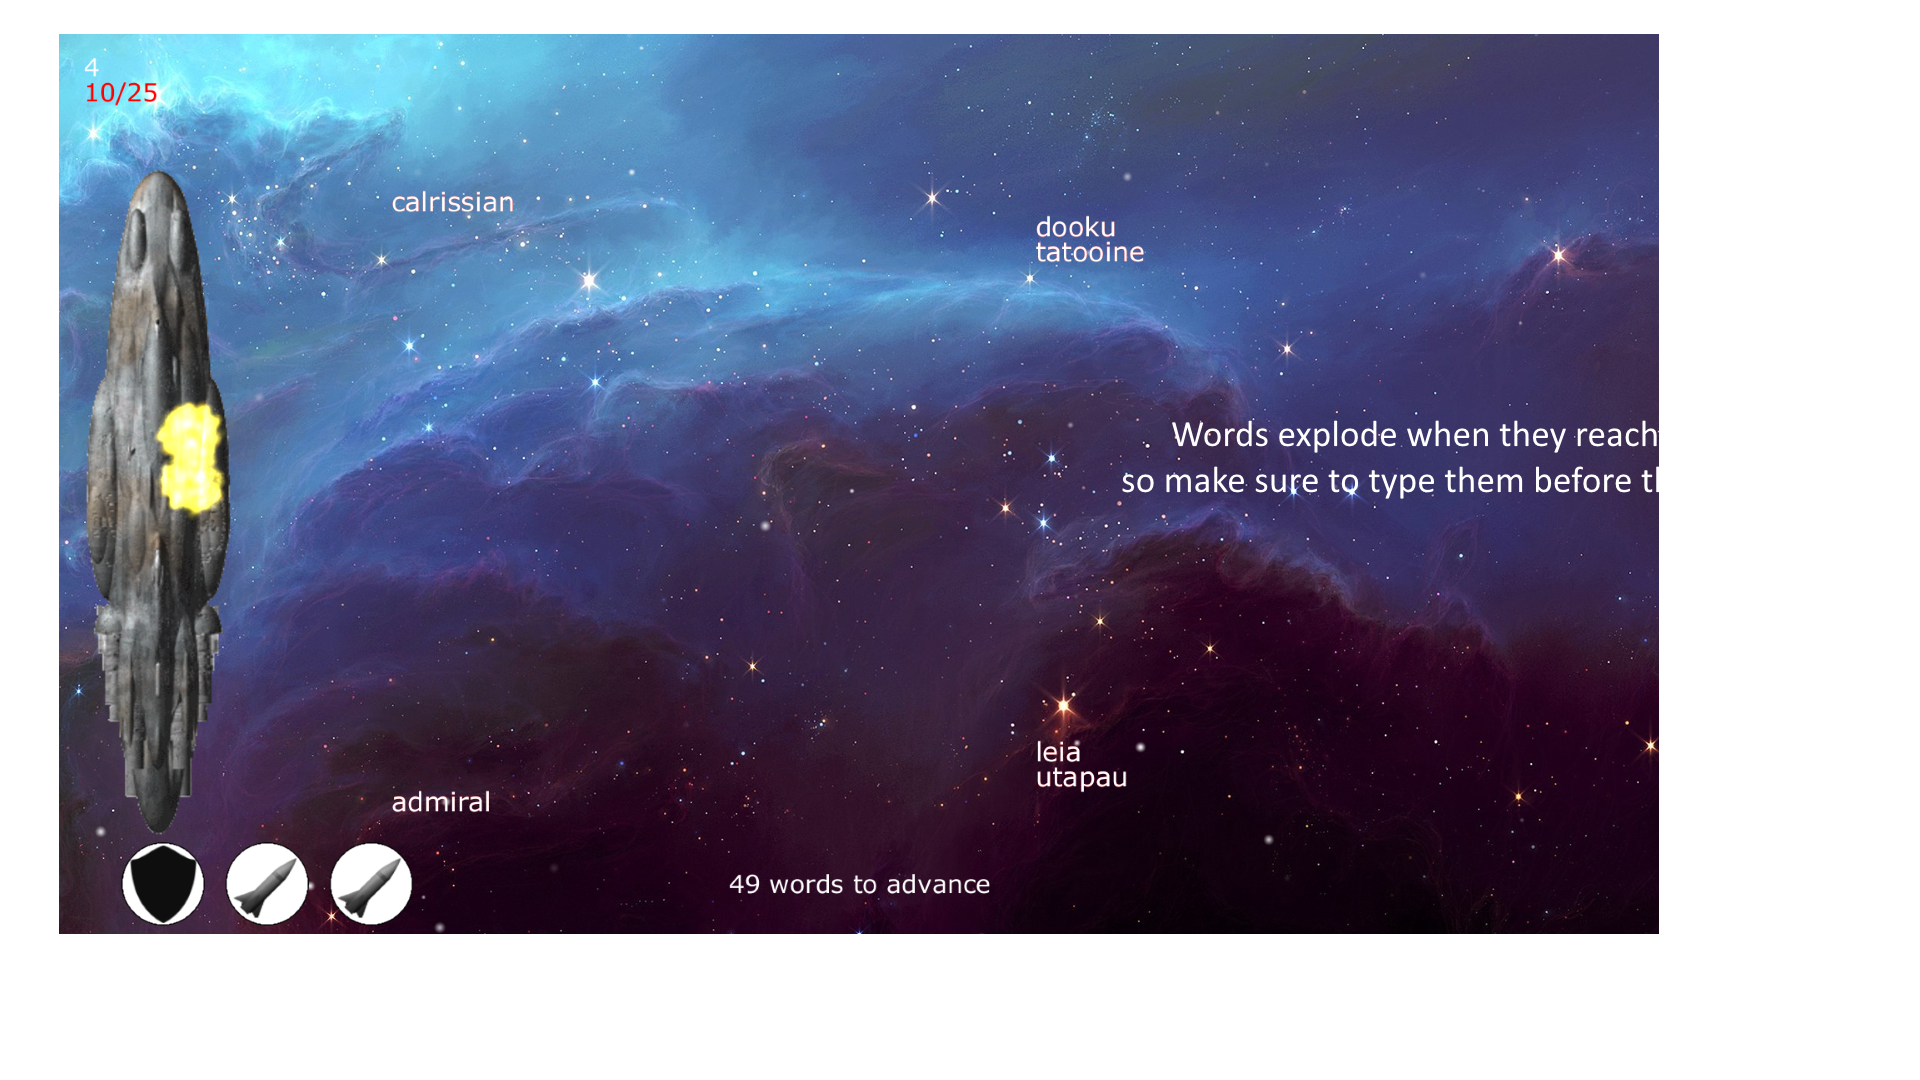 4
10/25
calrissian
dooku
tatooine
Words explode when they reach
so make sure to type them before
leia
utapau
admiral
49 words to advance